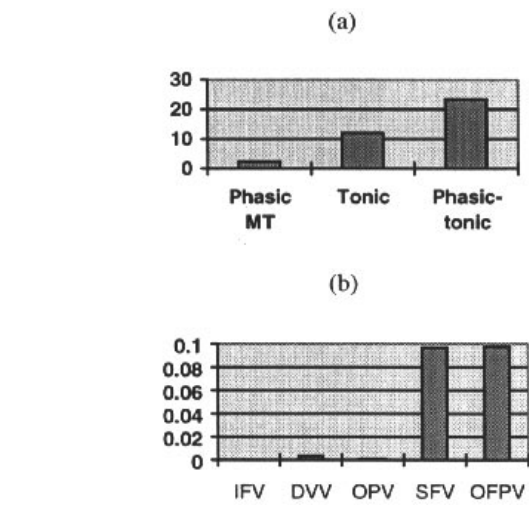 (a)
30
20
10
0
Phasic MT
Tonic
Phasic-tonic
(b)
0.1
0.08
0.06
0.04
0.02
0
IFV DVV OPV SFV OFPV